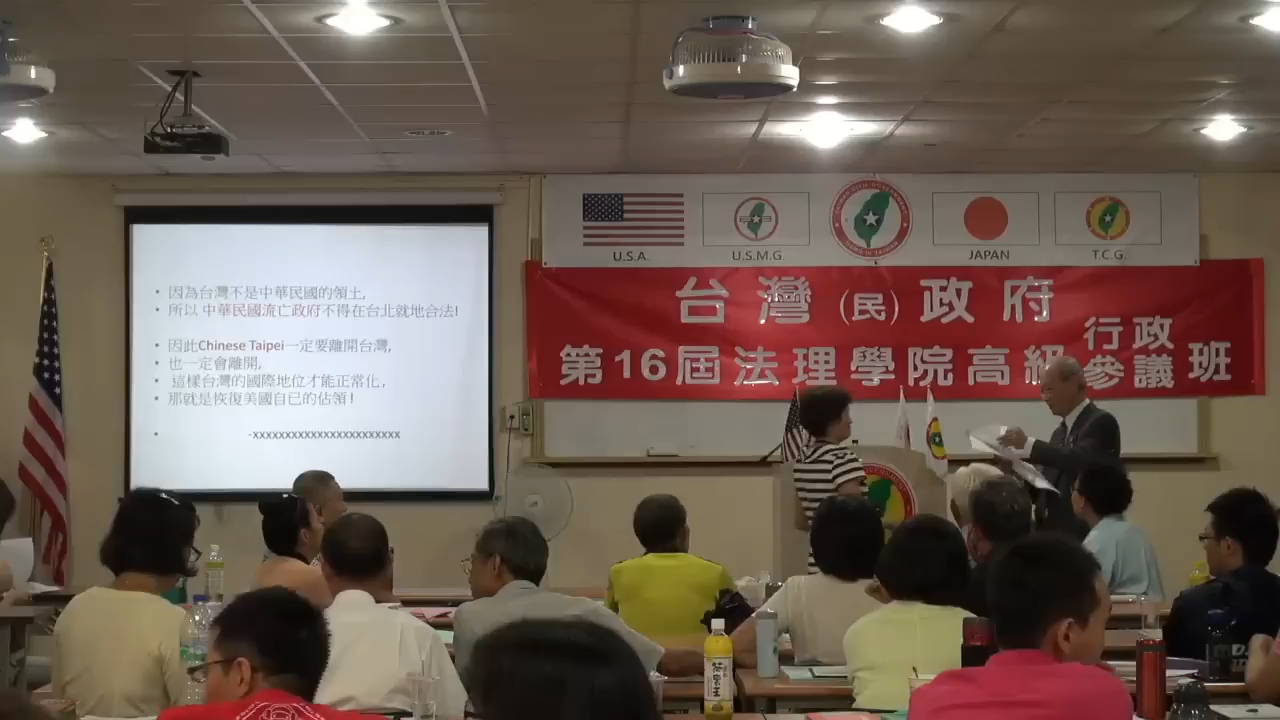 因為台灣不是中華民國的領土,
所以 中華民國流亡政府不得在台北就地合法!
因此Chinese Taipei一定要離開台灣,
也一定會離開,
這樣台灣的國際地位才能正常化,
那就是恢復美國自已的佔領!
-xxxxxxxxxxxxxxxxxxxxxxx
U.S.A.
U.S.M.G.
JAPAN
T.C.G.
台灣(民)政府
第16屆法理學院高級行政參議班